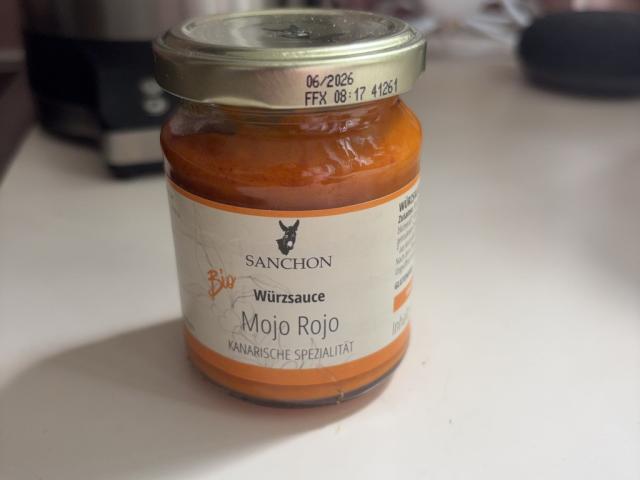 06/2026
FFX 08:17 41261
SANCHON
Bio
Würzsauce
Mojo Rojo
KANARISCHE SPEZIALITÄT